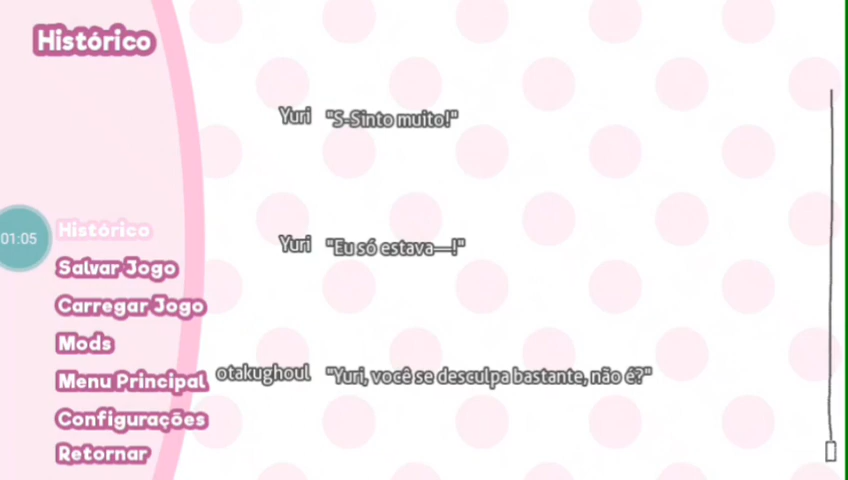 Histórico
Yuri "S-Sinto muito!"
01:05
Histórico
Yuri "Eu só estava—!"
Salvar Jogo
Carregar Jogo
Mods
Menu Principal
otakughoul "Yuri, você se desculpa bastante, não é?"
Configurações
Retornar